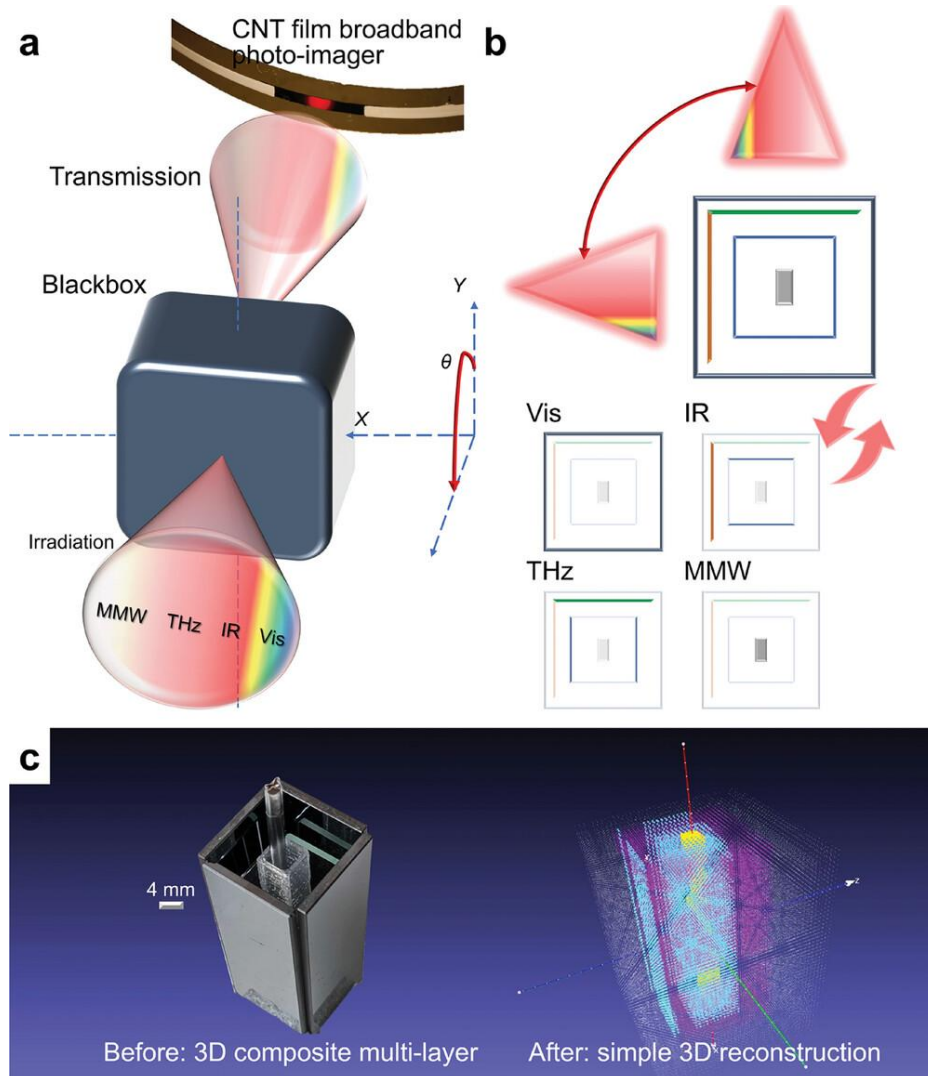 a
CNT film broadband
photo-imager
Transmission
Blackbox
Y
θ
X
Irradiation
MMW
THz
IR
Vis
b
Vis
IR
THz
MMW
c
4 mm
z
Before: 3D composite multi-layer
After: simple 3D reconstruction